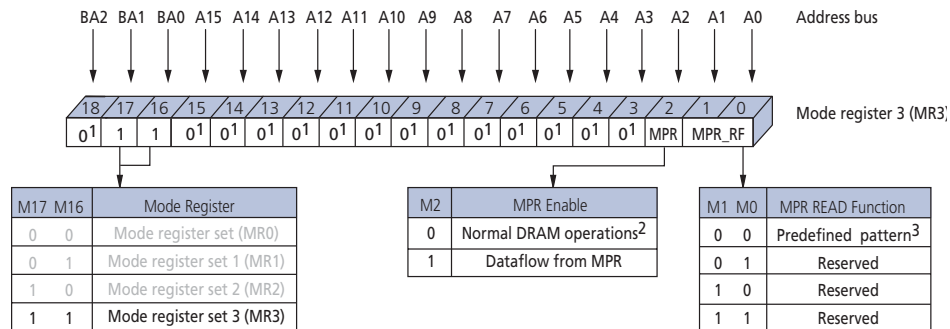 BA2 BA1 BA0 A15 A14 A13 A12 A11 A10 A9 A8 A7 A6 A5 A4 A3 A2 A1 A0 Address bus
18 17 16 15 14 13 12 11 10 9 8 7 6 5 4 3 2 1 0
Mode register 3 (MR3)
0¹ 1 1 0¹ 0¹ 0¹ 0¹ 0¹ 0¹ 0¹ 0¹ 0¹ 0¹ 0¹ 0¹ 0¹ MPR MPR_RF
M17 M16 Mode Register
0 0 Mode register set (MR0)
0 1 Mode register set 1 (MR1)
1 0 Mode register set 2 (MR2)
1 1 Mode register set 3 (MR3)
M2 MPR Enable
0 Normal DRAM operations²
1 Dataflow from MPR
M1 M0 MPR READ Function
0 0 Predefined pattern³
0 1 Reserved
1 0 Reserved
1 1 Reserved